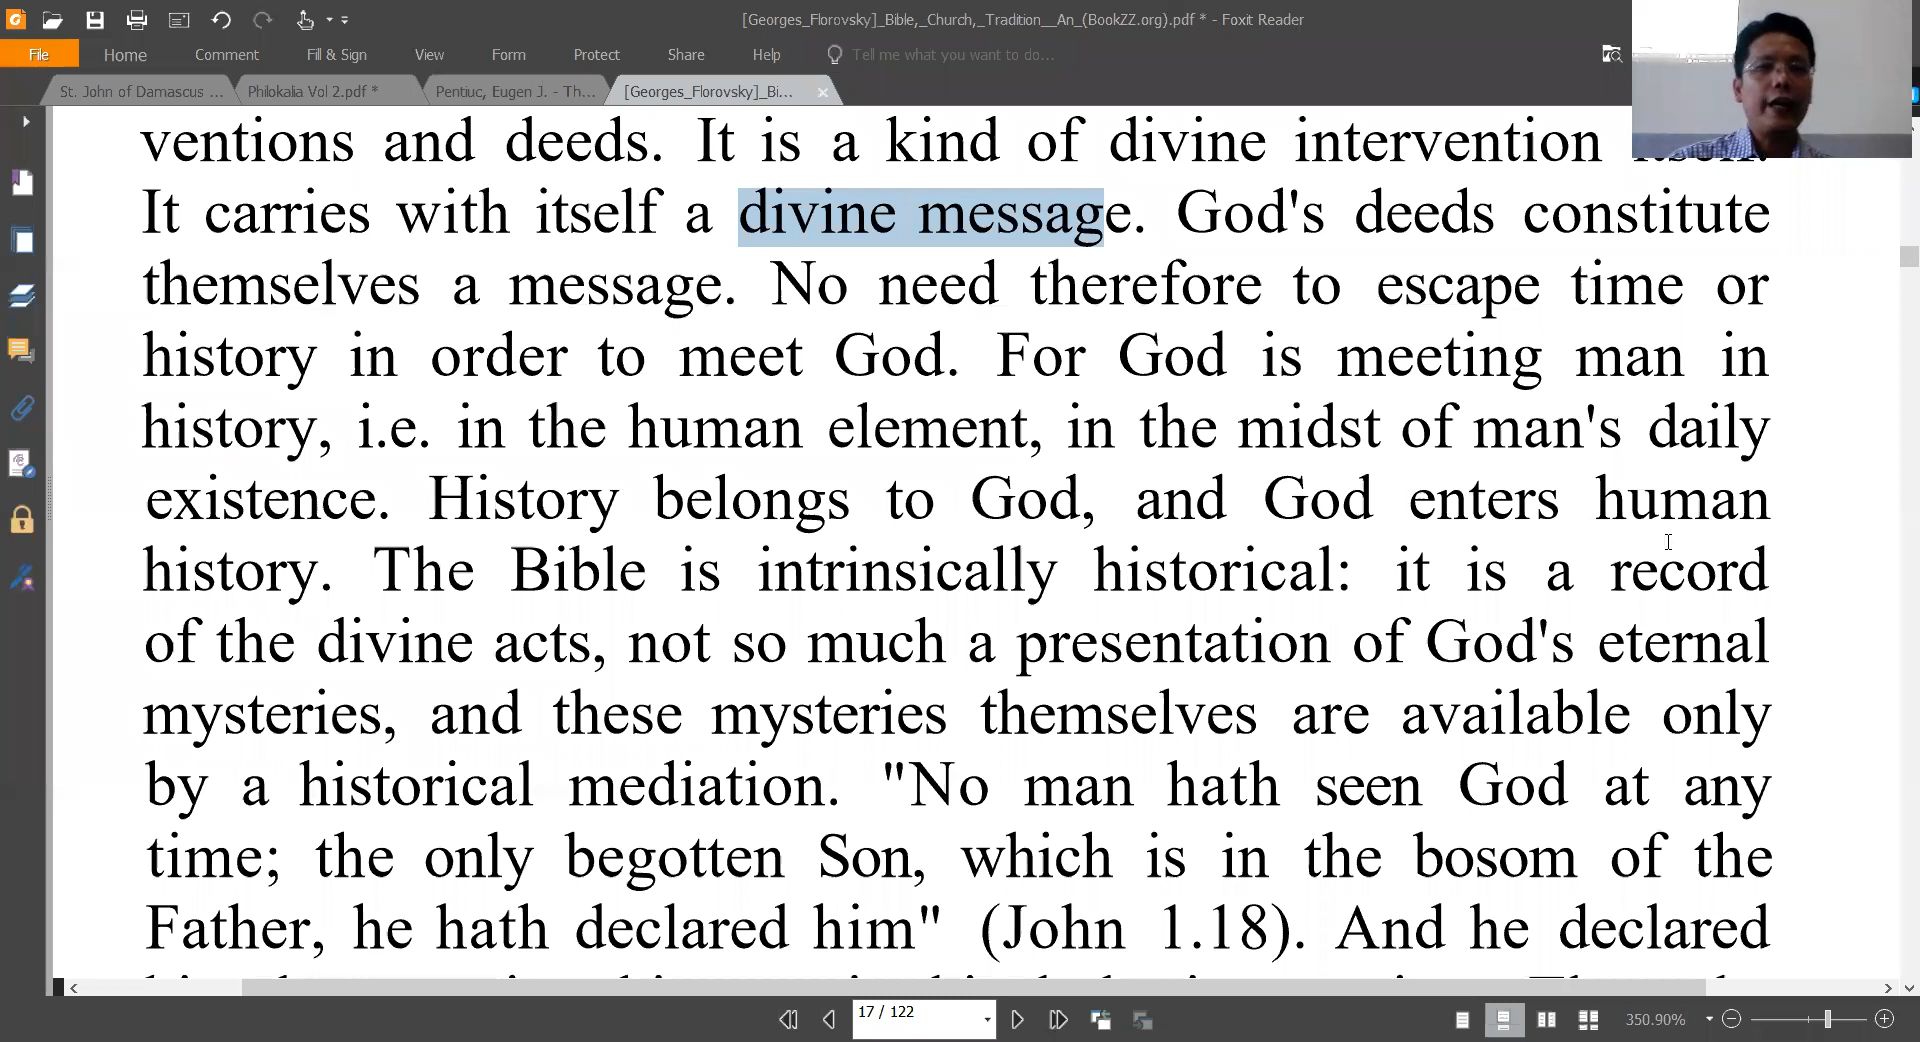 [Georges_Florovsky]_Bible,_Church,_Tradition__An_(BookZZ.org).pdf * - Foxit Reader
File Home Comment Fill & Sign View Form Protect Share Help Tell me what you want to do...
St. John of Damascus ... Philokalia Vol 2.pdf * Pentiuc, Eugen J. - Th... [Georges_Florovsky]_Bi...
ventions and deeds. It is a kind of divine intervention
It carries with itself a divine message. God's deeds constitute
themselves a message. No need therefore to escape time or
history in order to meet God. For God is meeting man in
history, i.e. in the human element, in the midst of man's daily
existence. History belongs to God, and God enters human
history. The Bible is intrinsically historical: it is a record
of the divine acts, not so much a presentation of God's eternal
mysteries, and these mysteries themselves are available only
by a historical mediation. "No man hath seen God at any
time; the only begotten Son, which is in the bosom of the
Father, he hath declared him" (John 1.18). And he declared
17 / 122
350.90%